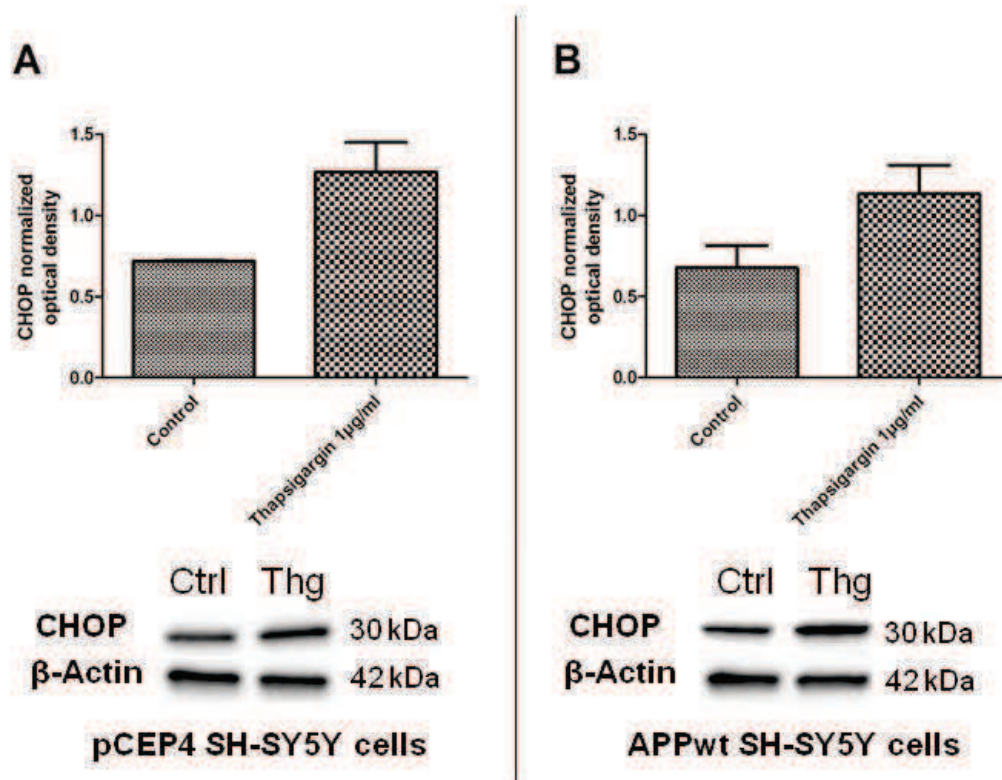 A
CHOP normalized
optical density
1.5
1.0
0.5
0.0
Control
Thapsigargin 1µg/ml
Ctrl Thg
CHOP 30 kDa
β-Actin 42 kDa
pCEP4 SH-SY5Y cells
B
CHOP normalized
optical density
1.5
1.0
0.5
0.0
Control
Thapsigargin 1µg/ml
Ctrl Thg
CHOP 30 kDa
β-Actin 42 kDa
APPwt SH-SY5Y cells